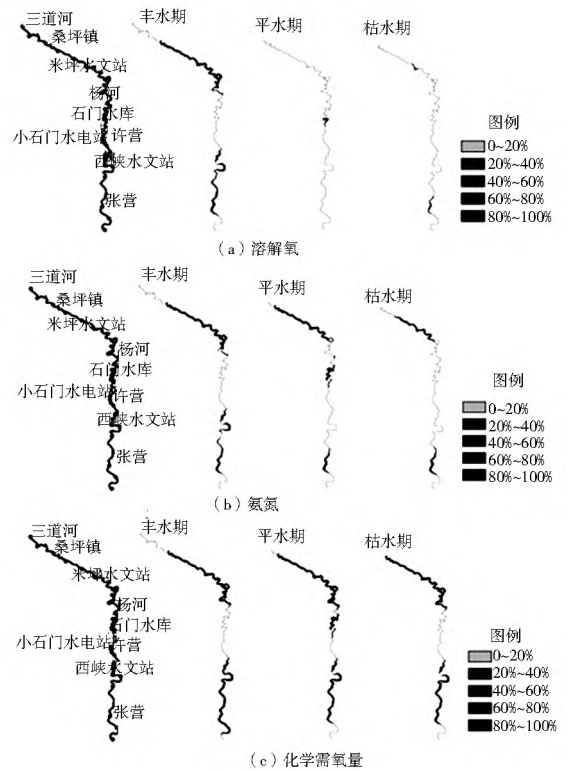 三道河
丰水期
平水期
枯水期
桑坪镇
米坪水文站
杨河
石门水库
小石门水电站
许营
西峡水文站
张营
图例
0~20%
20%~40%
40%~60%
60%~80%
80%~100%
(a)溶解氧
三道河
丰水期
平水期
枯水期
桑坪镇
米坪水文站
杨河
石门水库
小石门水电站
许营
西峡水文站
张营
图例
0~20%
20%~40%
40%~60%
60%~80%
80%~100%
(b)氨氮
三道河
丰水期
平水期
枯水期
桑坪镇
米坪水文站
杨河
石门水库
小石门水电站
许营
西峡水文站
张营
图例
0~20%
20%~40%
40%~60%
60%~80%
80%~100%
(c)化学需氧量